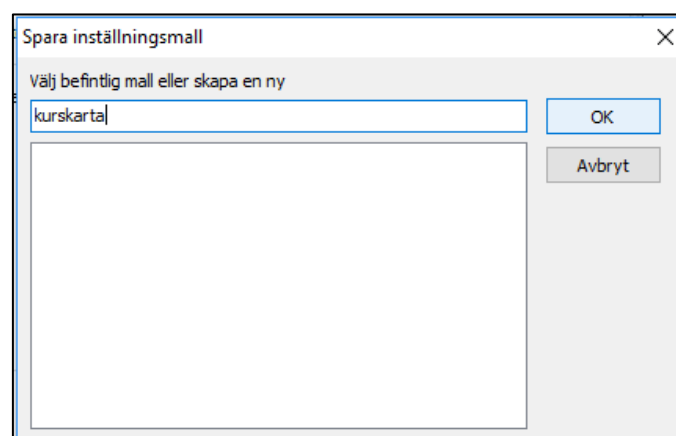 Spara inställningsmall
Välj befintlig mall eller skapa en ny
kurskarta
OK
Avbryt